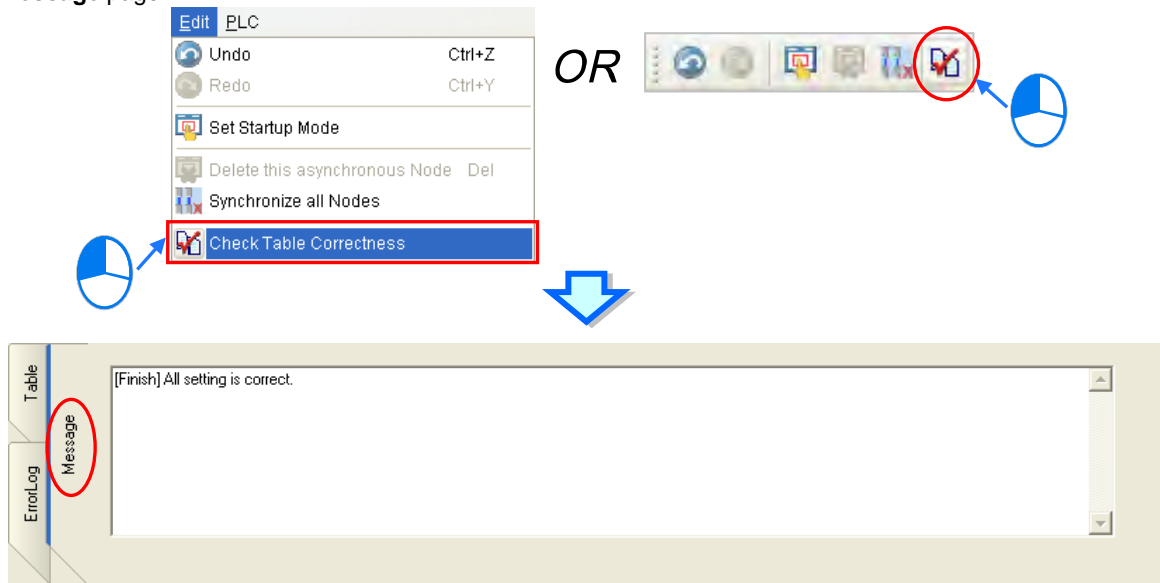 page
Edit PLC
Undo Ctrl+Z
Redo Ctrl+Y
Set Startup Mode
Delete this asynchronous Node Del
Synchronize all Nodes
Check Table Correctness
OR
Table
Message
ErrorLog
[Finish] All setting is correct.